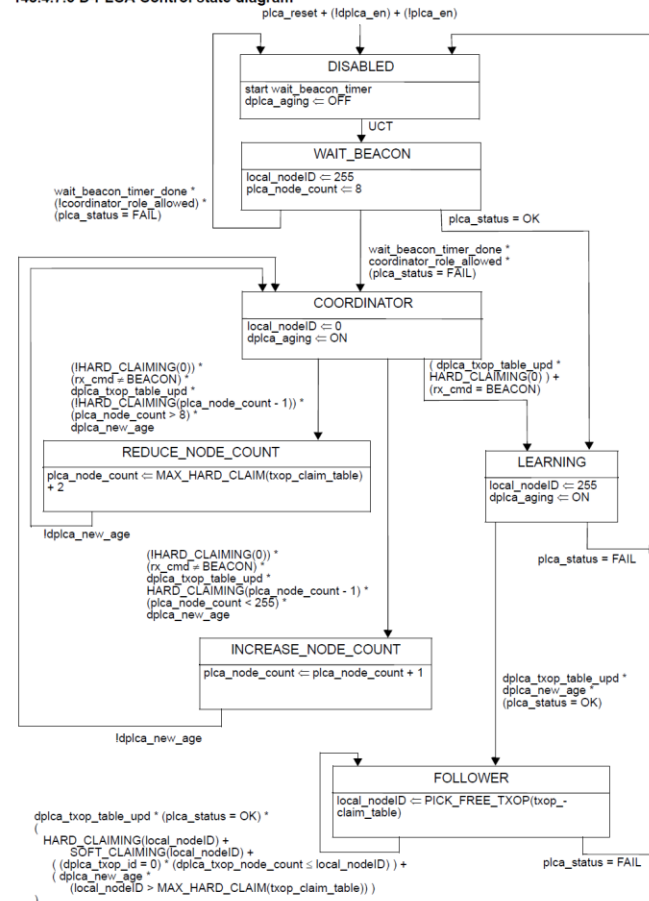 plca_reset + (!dplca_en) + (!plca_en)
DISABLED
start wait_beacon_timer
dplca_aging ⇐ OFF
UCT
WAIT_BEACON
local_nodeID ⇐ 255
plca_node_count ⇐ 8
wait_beacon_timer_done *
(!coordinator_role_allowed) *
(plca_status = FAIL)
plca_status = OK
wait_beacon_timer_done *
coordinator_role_allowed *
(plca_status = FAIL)
COORDINATOR
local_nodeID ⇐ 0
dplca_aging ⇐ ON
(!HARD_CLAIMING(0)) *
(rx_cmd ≠ BEACON) *
dplca_txop_table_upd *
(!HARD_CLAIMING(plca_node_count - 1)) *
(plca_node_count > 8) *
dplca_new_age
( dplca_txop_table_upd *
HARD_CLAIMING(0) ) +
(rx_cmd = BEACON)
REDUCE_NODE_COUNT
plca_node_count ⇐ MAX_HARD_CLAIM(txop_claim_table)
+ 2
!dplca_new_age
LEARNING
local_nodeID ⇐ 255
dplca_aging ⇐ ON
plca_status = FAIL
(!HARD_CLAIMING(0)) *
(rx_cmd ≠ BEACON) *
dplca_txop_table_upd *
HARD_CLAIMING(plca_node_count - 1) *
(plca_node_count < 255) *
dplca_new_age
INCREASE_NODE_COUNT
plca_node_count ⇐ plca_node_count + 1
!dplca_new_age
dplca_txop_table_upd *
dplca_new_age *
(plca_status = OK)
FOLLOWER
local_nodeID ⇐ PICK_FREE_TXOP(txop_-
claim_table)
plca_status = FAIL
dplca_txop_table_upd * (plca_status = OK) *
(
HARD_CLAIMING(local_nodeID) +
SOFT_CLAIMING(local_nodeID) +
( (dplca_txop_id = 0) * (dplca_txop_node_count ≤ local_nodeID) ) +
( dplca_new_age *
(local_nodeID > MAX_HARD_CLAIM(txop_claim_table)) )
)